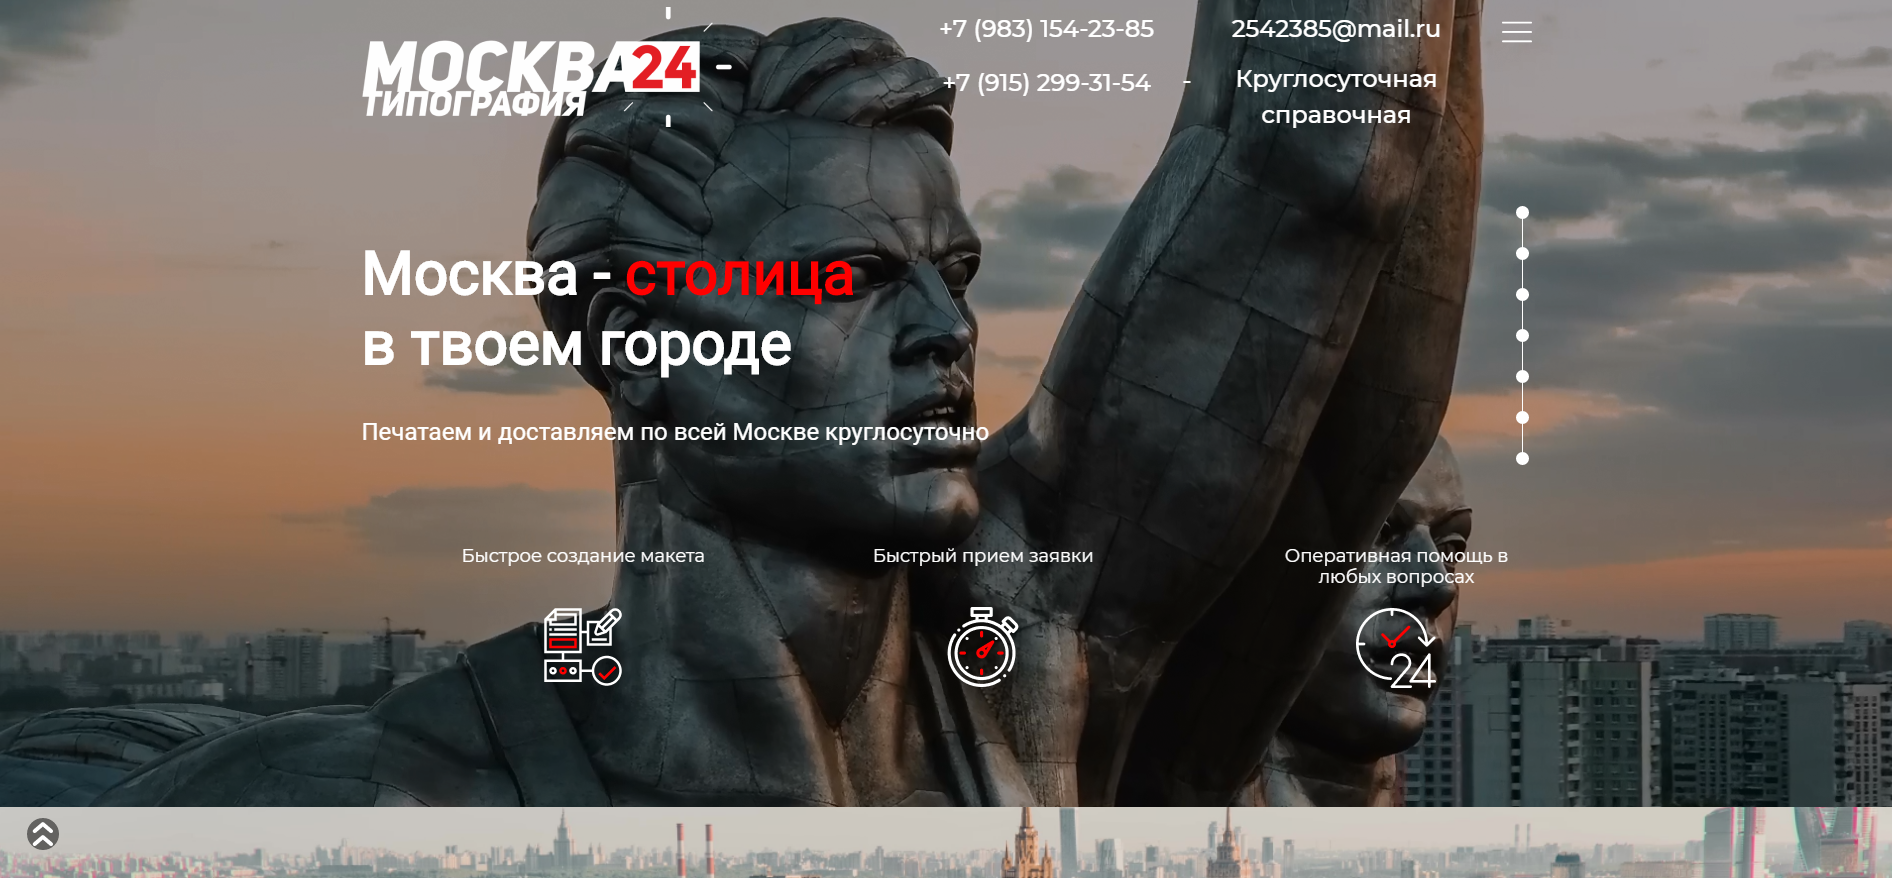 +7 (983) 154-23-85
2542385@mail.ru
МОСКВА24
ТИПОГРАФИЯ
+7 (915) 299-31-54 - Круглосуточная
справочная
Москва - столица
в твоем городе
Печатаем и доставляем по всей Москве круглосуточно
Быстрое создание макета
Быстрый прием заявки
Оперативная помощь в
любых вопросах
24